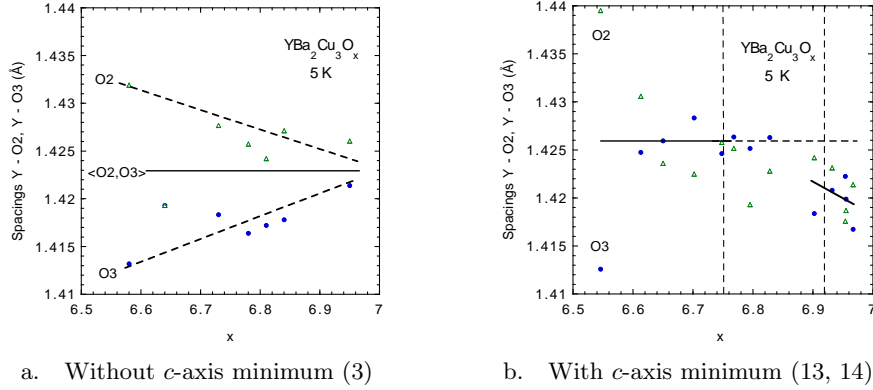 1.44
1.435
1.43
1.425
1.42
1.415
1.41
Spacings Y - O2, Y - O3 (Å)
YBa₂Cu₃Oₓ
5 K
O2
<O2,O3>
O3
6.5 6.6 6.7 6.8 6.9 7
x
a. Without c-axis minimum (3)
1.44
1.435
1.43
1.425
1.42
1.415
1.41
Spacings Y - O2, Y - O3 (Å)
O2
YBa₂Cu₃Oₓ
5 K
O3
6.5 6.6 6.7 6.8 6.9 7
x
b. With c-axis minimum (13, 14)